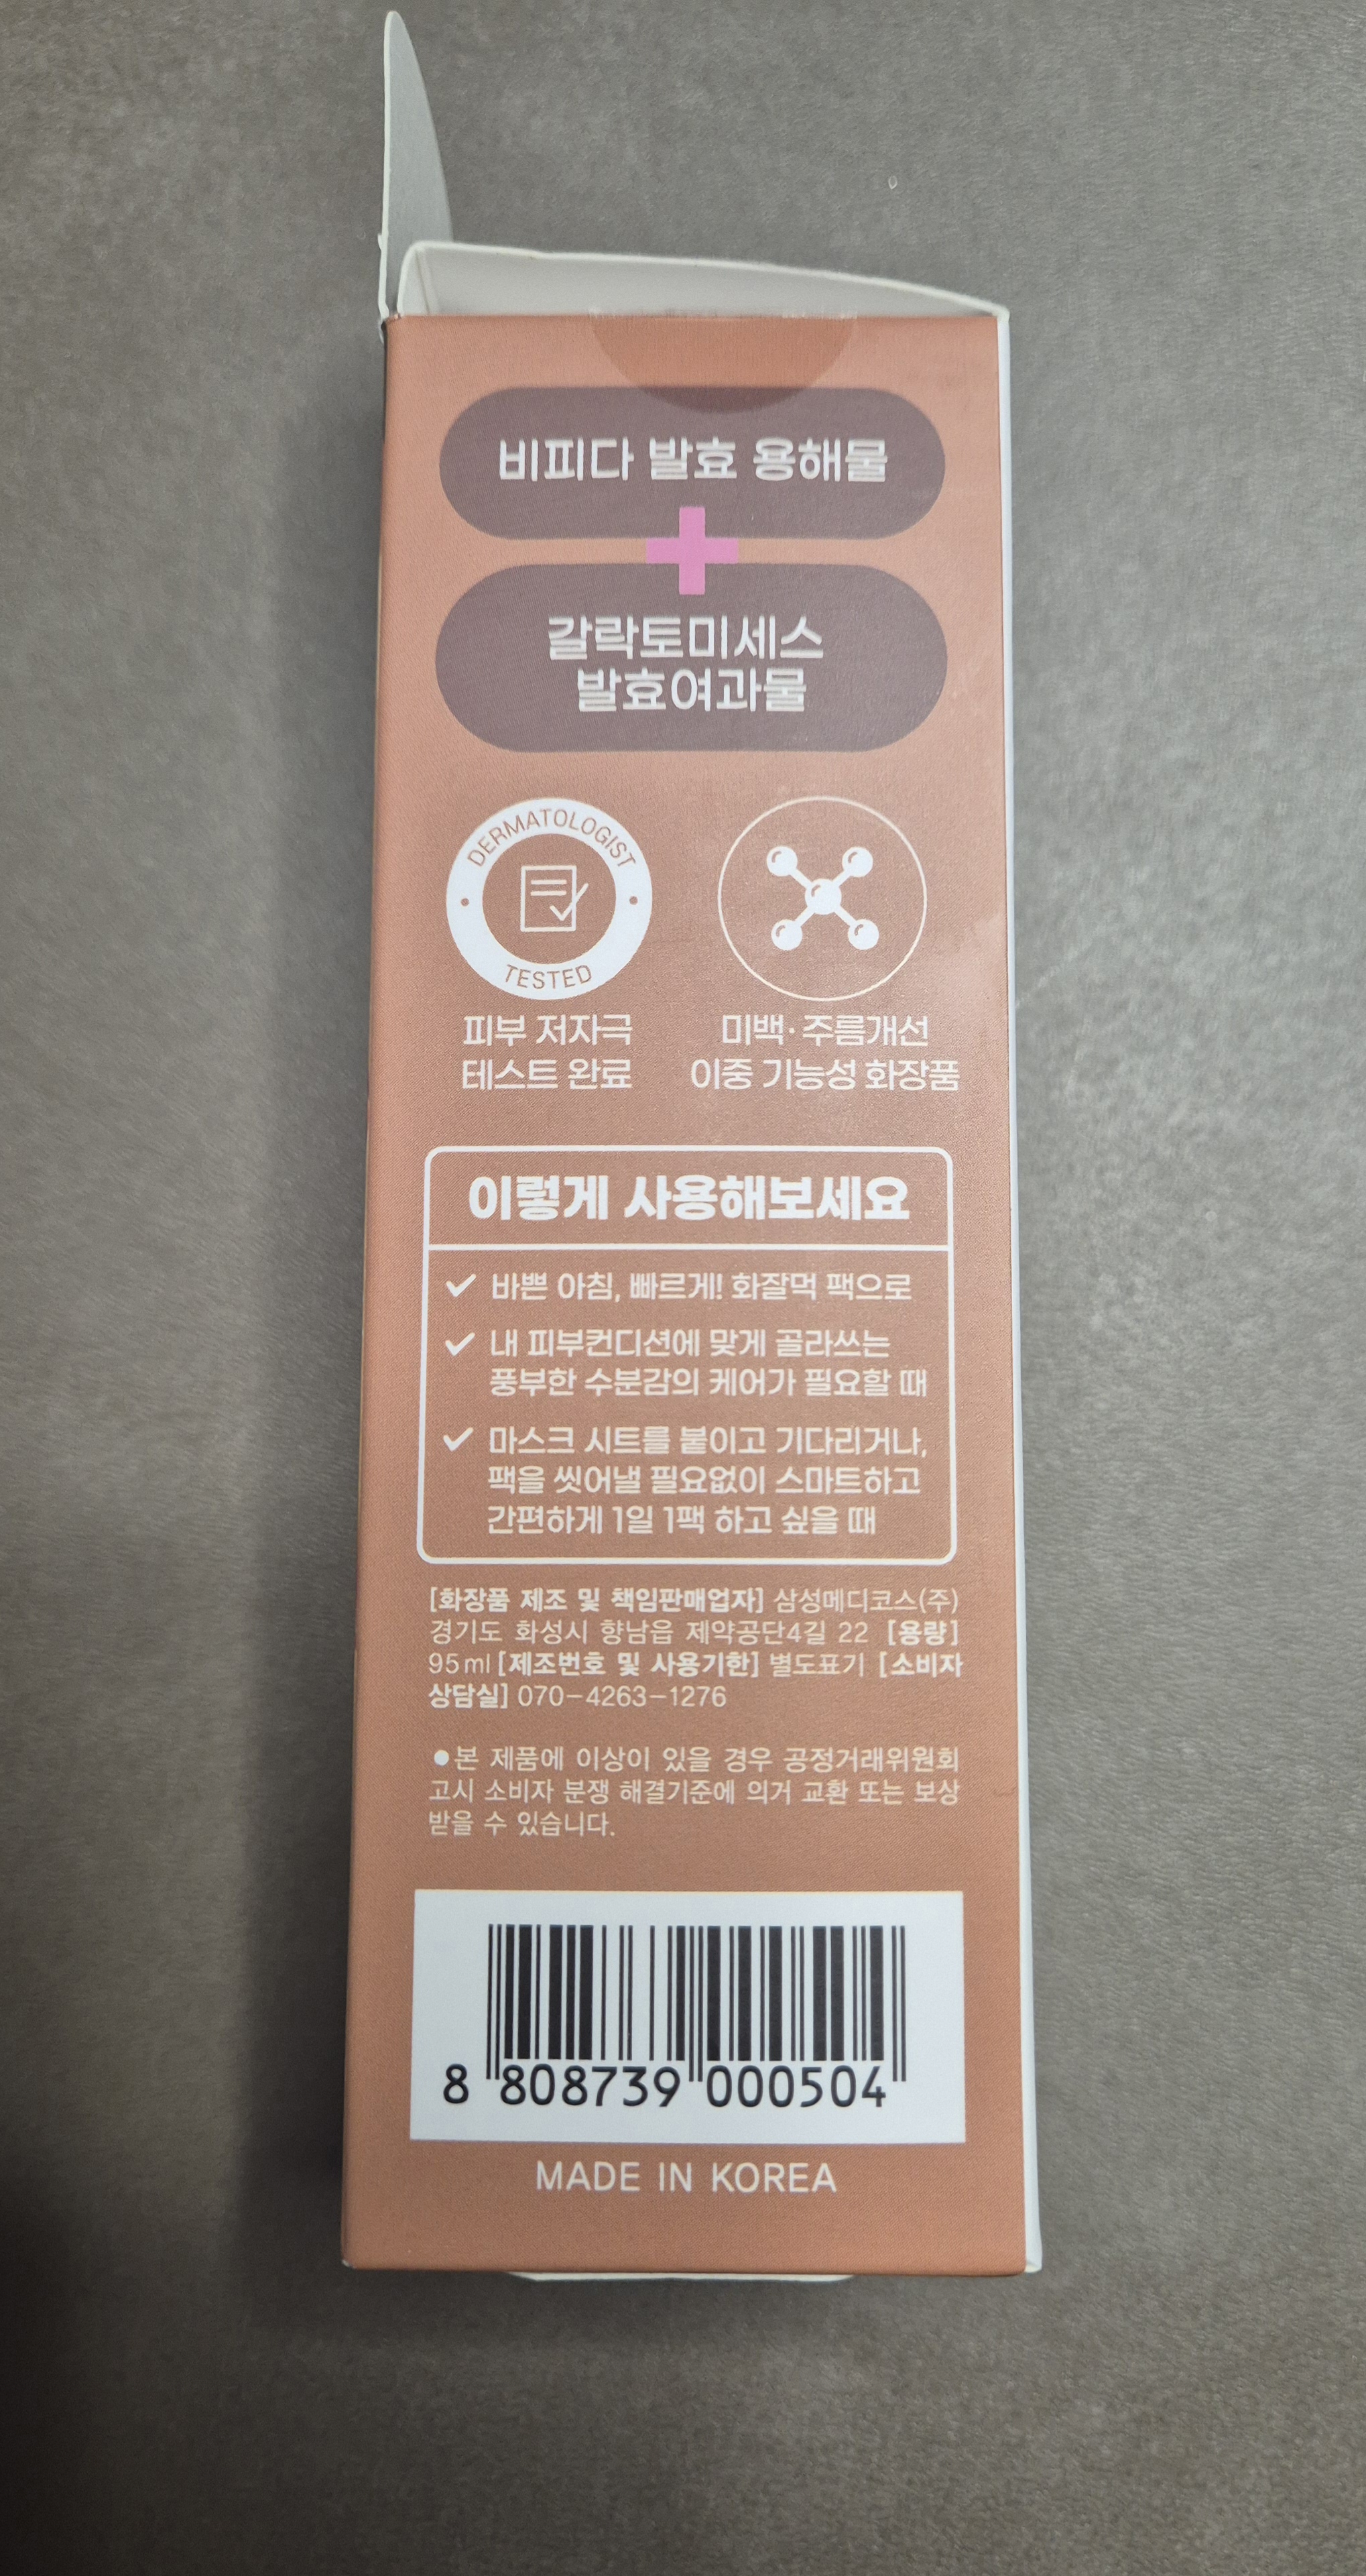 비피다 발효 용해물
갈락토미세스
발효여과물
DERMATOLOGIST
TESTED
피부 저자극
테스트 완료
미백·주름개선
이중 기능성 화장품
이렇게 사용해보세요
바쁜 아침, 빠르게! 화잘먹 팩으로
내 피부컨디션에 맞게 골라쓰는
풍부한 수분감의 케어가 필요할 때
마스크 시트를 붙이고 기다리거나,
팩을 씻어낼 필요없이 스마트하고
간편하게 1일 1팩 하고 싶을 때
[화장품 제조 및 책임판매업자] 삼성메디코스(주)
경기도 화성시 향남읍 제약공단4길 22 [용량]
95ml [제조번호 및 사용기한] 별도표기 [소비자
상담실] 070-4263-1276
●본 제품에 이상이 있을 경우 공정거래위원회
고시 소비자 분쟁 해결기준에 의거 교환 또는 보상
받을 수 있습니다.
8 808739 000504
MADE IN KOREA